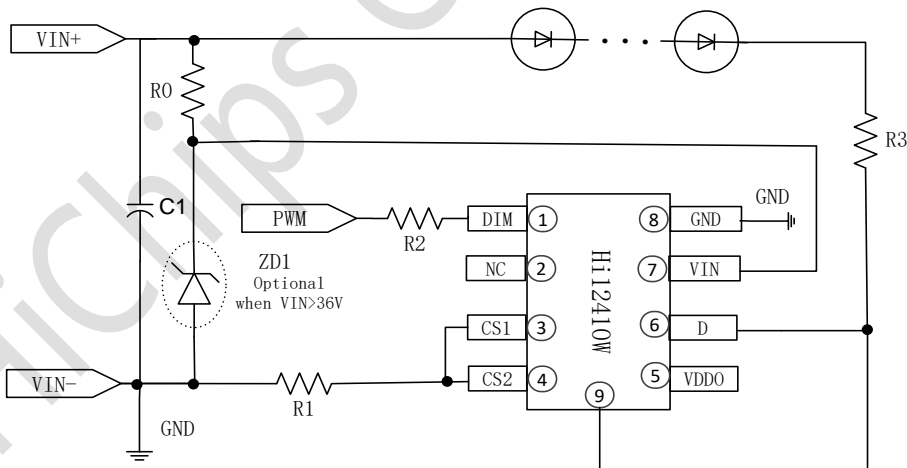 VIN+
R0
R3
C1
PWM
R2
DIM
1
8
GND
GND
ZD1
Optional
when VIN>36V
NC
2
7
VIN
Hi12410W
CS1
3
6
D
VIN-
CS2
4
5
VDDO
R1
9
GND
HiChips